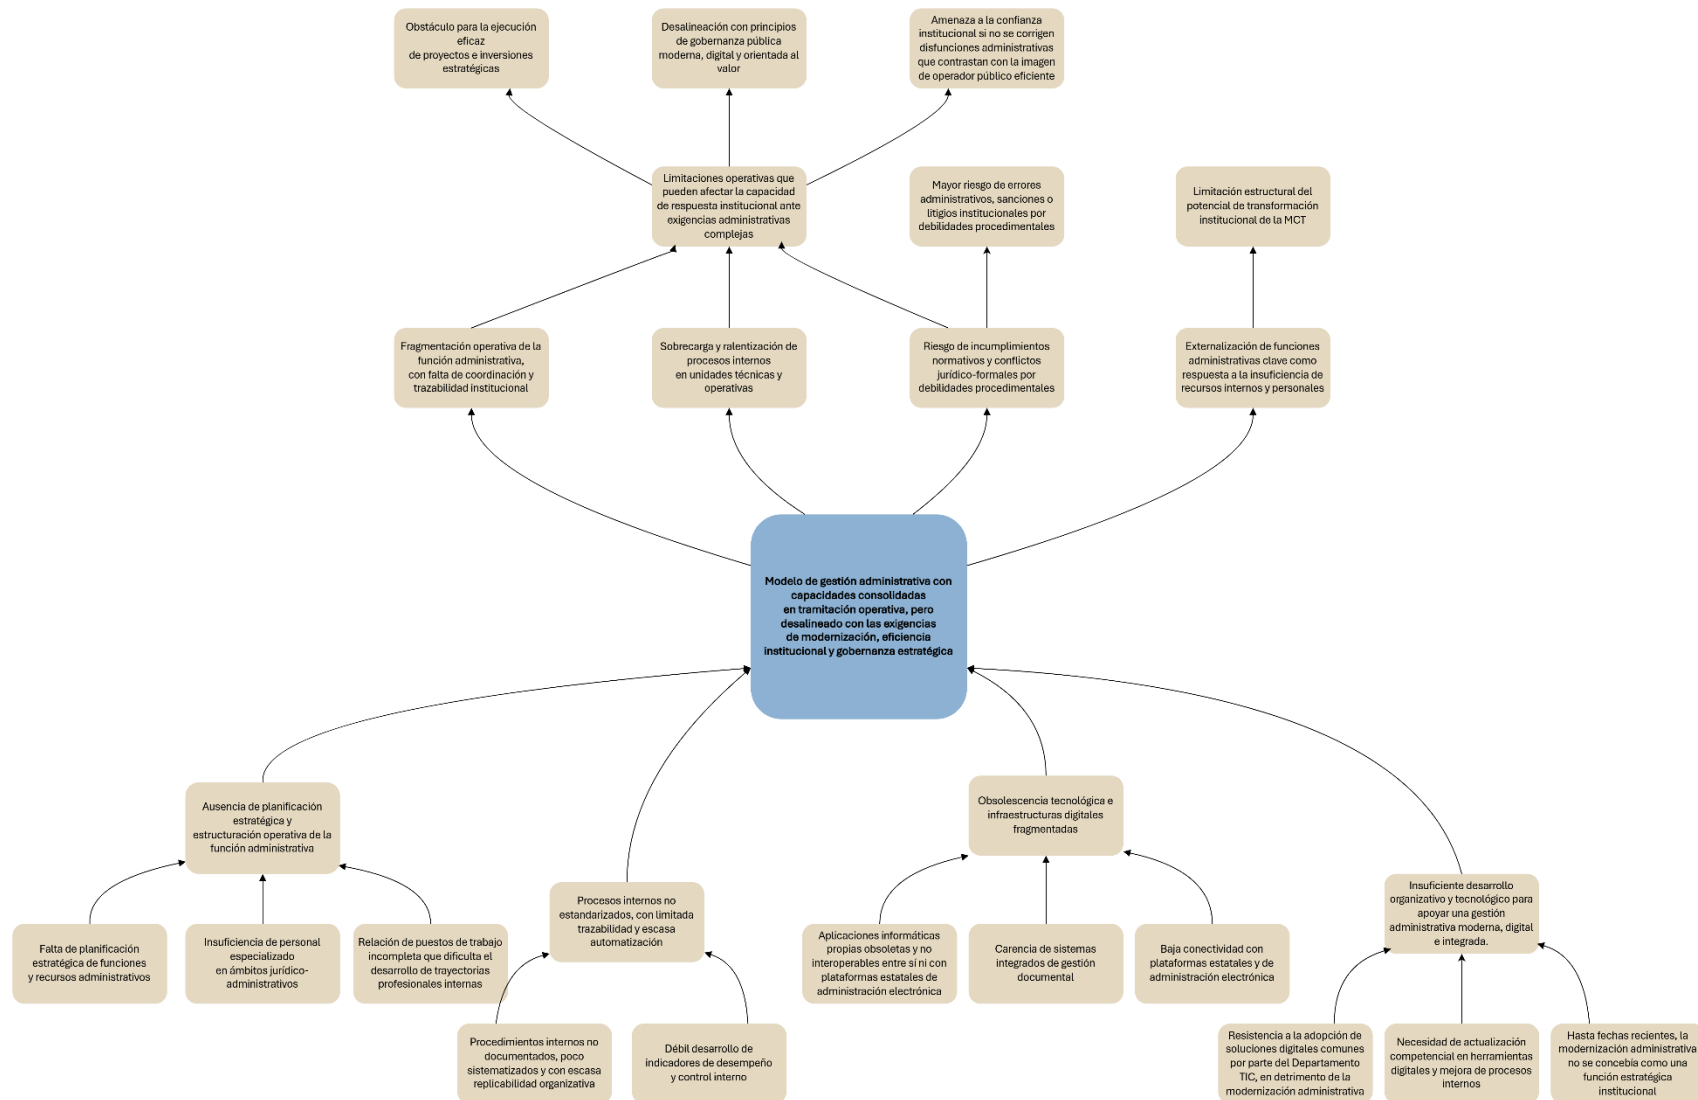 Obstáculo para la ejecución
eficaz
de proyectos e inversiones
estratégicas
Desalineación con principios
de gobernanza pública
moderna, digital y orientada al
valor
Amenaza a la confianza
institucional si no se corrigen
disfunciones administrativas
que contrastan con la imagen
de operador público eficiente
Limitaciones operativas que
pueden afectar la capacidad
de respuesta institucional ante
exigencias administrativas
complejas
Mayor riesgo de errores
administrativos, sanciones o
litigios institucionales por
debilidades procedimentales
Limitación estructural del
potencial de transformación
institucional de la MCT
Fragmentación operativa de la
función administrativa,
con falta de coordinación y
trazabilidad institucional
Sobrecarga y ralentización de
procesos internos
en unidades técnicas y
operativas
Riesgo de incumplimientos
normativos y conflictos
jurídico-formales por
debilidades procedimentales
Externalización de funciones
administrativas clave como
respuesta a la insuficiencia de
recursos internos y personales
Modelo de gestión administrativa con
capacidades consolidadas
en tramitación operativa, pero
desalineado con las exigencias
de modernización, eficiencia
institucional y gobernanza estratégica
Ausencia de planificación
estratégica y
estructuración operativa de la
función administrativa
Obsolescencia tecnológica e
infraestructuras digitales
fragmentadas
Procesos internos no
estandarizados, con limitada
trazabilidad y escasa
automatización
Insuficiente desarrollo
organizativo y tecnológico para
apoyar una gestión
administrativa moderna, digital
e integrada.
Falta de planificación
estratégica de funciones
y recursos administrativos
Insuficiencia de personal
especializado
en ámbitos jurídico-
administrativos
Relación de puestos de trabajo
incompleta que dificulta el
desarrollo de trayectorias
profesionales internas
Aplicaciones informáticas
propias obsoletas y no
interoperables entre sí ni con
plataformas estatales de
administración electrónica
Carencia de sistemas
integrados de gestión
documental
Baja conectividad con
plataformas estatales y de
administración electrónica
Procedimientos internos no
documentados, poco
sistematizados y con escasa
replicabilidad organizativa
Débil desarrollo de
indicadores de desempeño
y control interno
Resistencia a la adopción de
soluciones digitales comunes
por parte del Departamento
TIC, en detrimento de la
modernización administrativa
Necesidad de actualización
competencial en herramientas
digitales y mejora de procesos
internos
Hasta fechas recientes, la
modernización administrativa
no se concebía como una
función estratégica
institucional